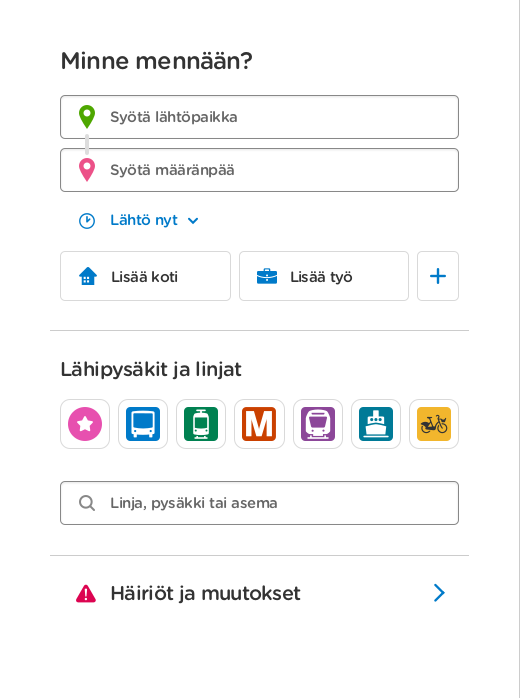 Minne mennään?
Syötä lähtöpaikka
Syötä määränpää
Lähtö nyt
Lisää koti
Lisää työ
Lähipysäkit ja linjat
M
Linja, pysäkki tai asema
Häiriöt ja muutokset